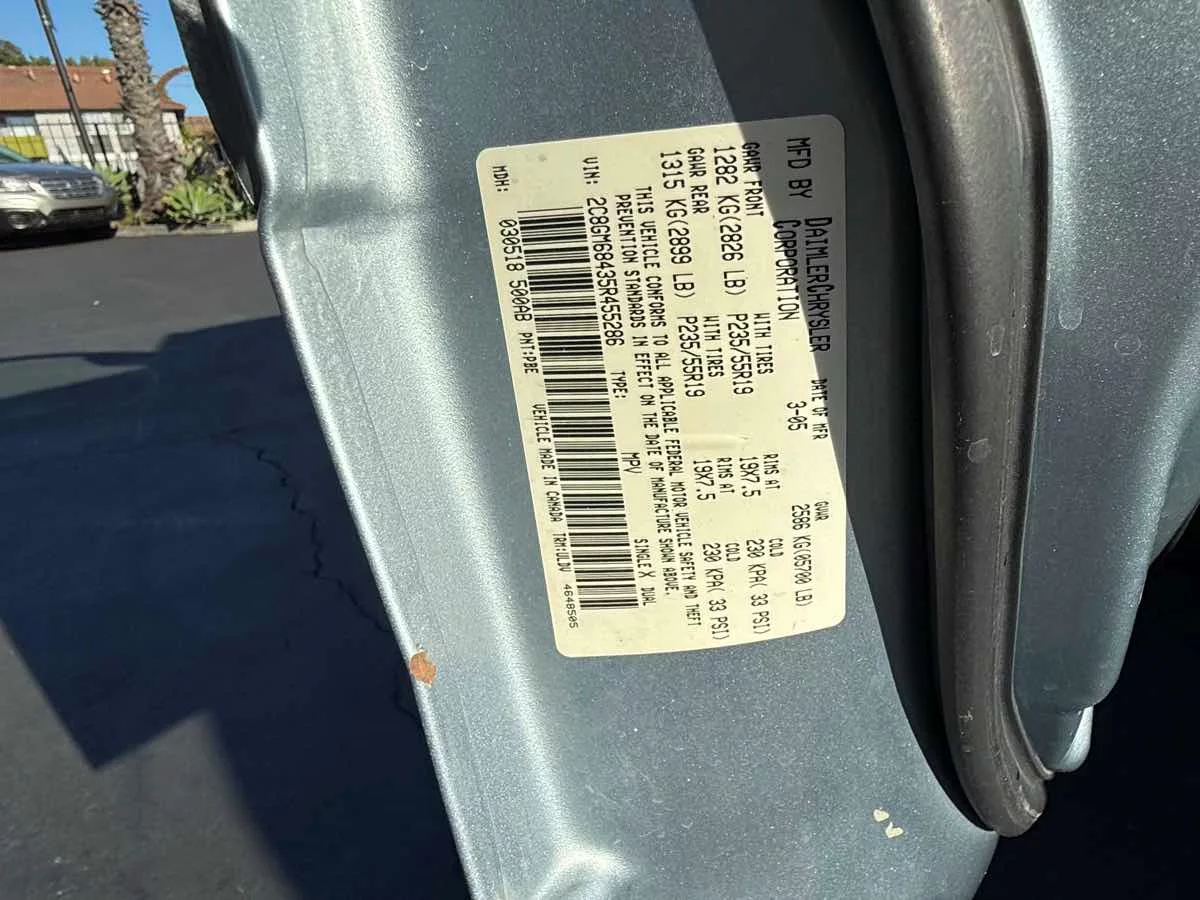 MFD BY DAIMLERCHRYSLER CORPORATION
DATE OF MFR 3-05
GVWR 2586 KG(05700 LB)
GAWR FRONT WITH TIRES RIMS AT COLD
1282 KG(2826 LB) P235/55R19 19X7.5 230 KPA( 33 PSI)
GAWR REAR WITH TIRES RIMS AT COLD
1315 KG(2899 LB) P235/55R19 19X7.5 230 KPA( 33 PSI)
THIS VEHICLE CONFORMS TO ALL APPLICABLE FEDERAL MOTOR VEHICLE SAFETY AND THEFT
PREVENTION STANDARDS IN EFFECT ON THE DATE OF MANUFACTURE SHOWN ABOVE.
VIN: 2C8GM68435R455286 TYPE: MPV SINGLE X DUAL
MDH: 030518 500AB PNT:PBE VEHICLE MADE IN CANADA TRM:ULDV 4648505